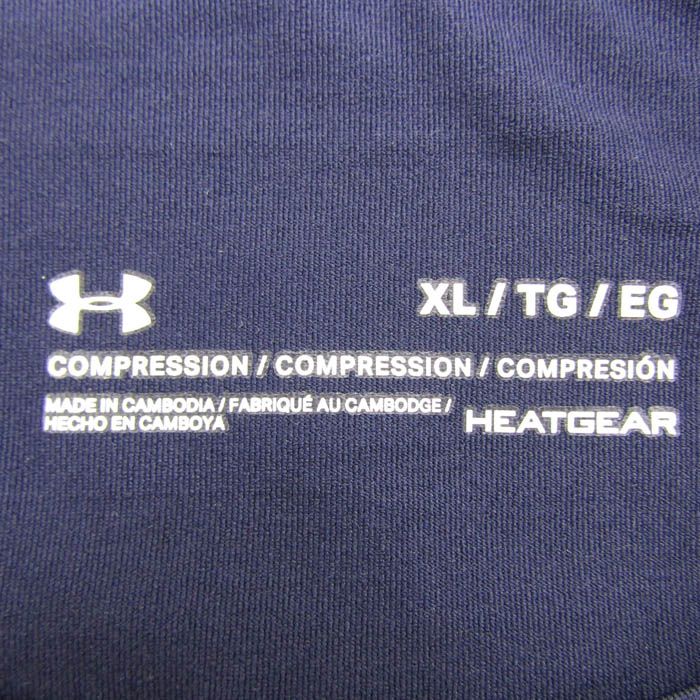 XL / TG / EG
COMPRESSION / COMPRESSION / COMPRESIÓN
MADE IN CAMBODIA / FABRIQUÉ AU CAMBODGE /
HECHO EN CAMBOYA
HEATGEAR